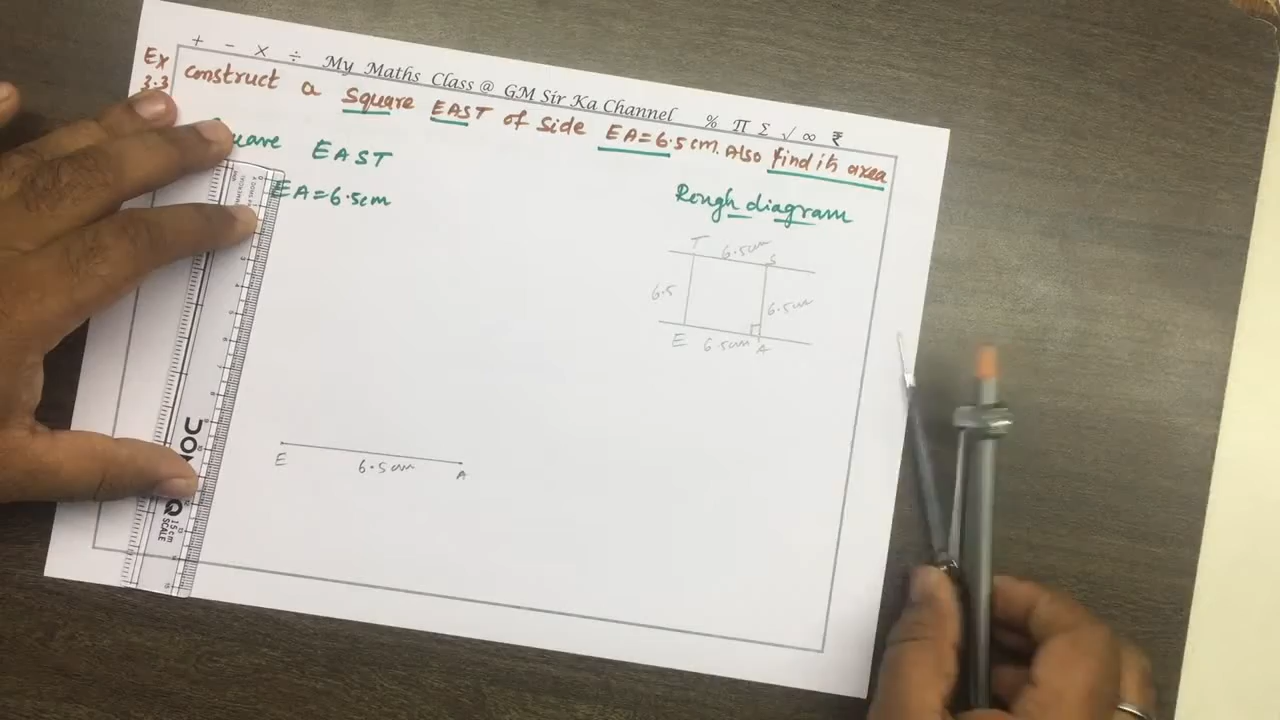 + - × ÷ My Maths Class @ GM Sir Ka Channel % Π Σ √ ∞ ₹
Ex
3.3
construct a Square EAST of side EA=6.5cm. Also find its area
EAST
EA=6.5cm
Rough diagram
T 6.5cm S
6.5
6.5cm
E 6.5cm A
E 6.5cm A
15cm
SCALE